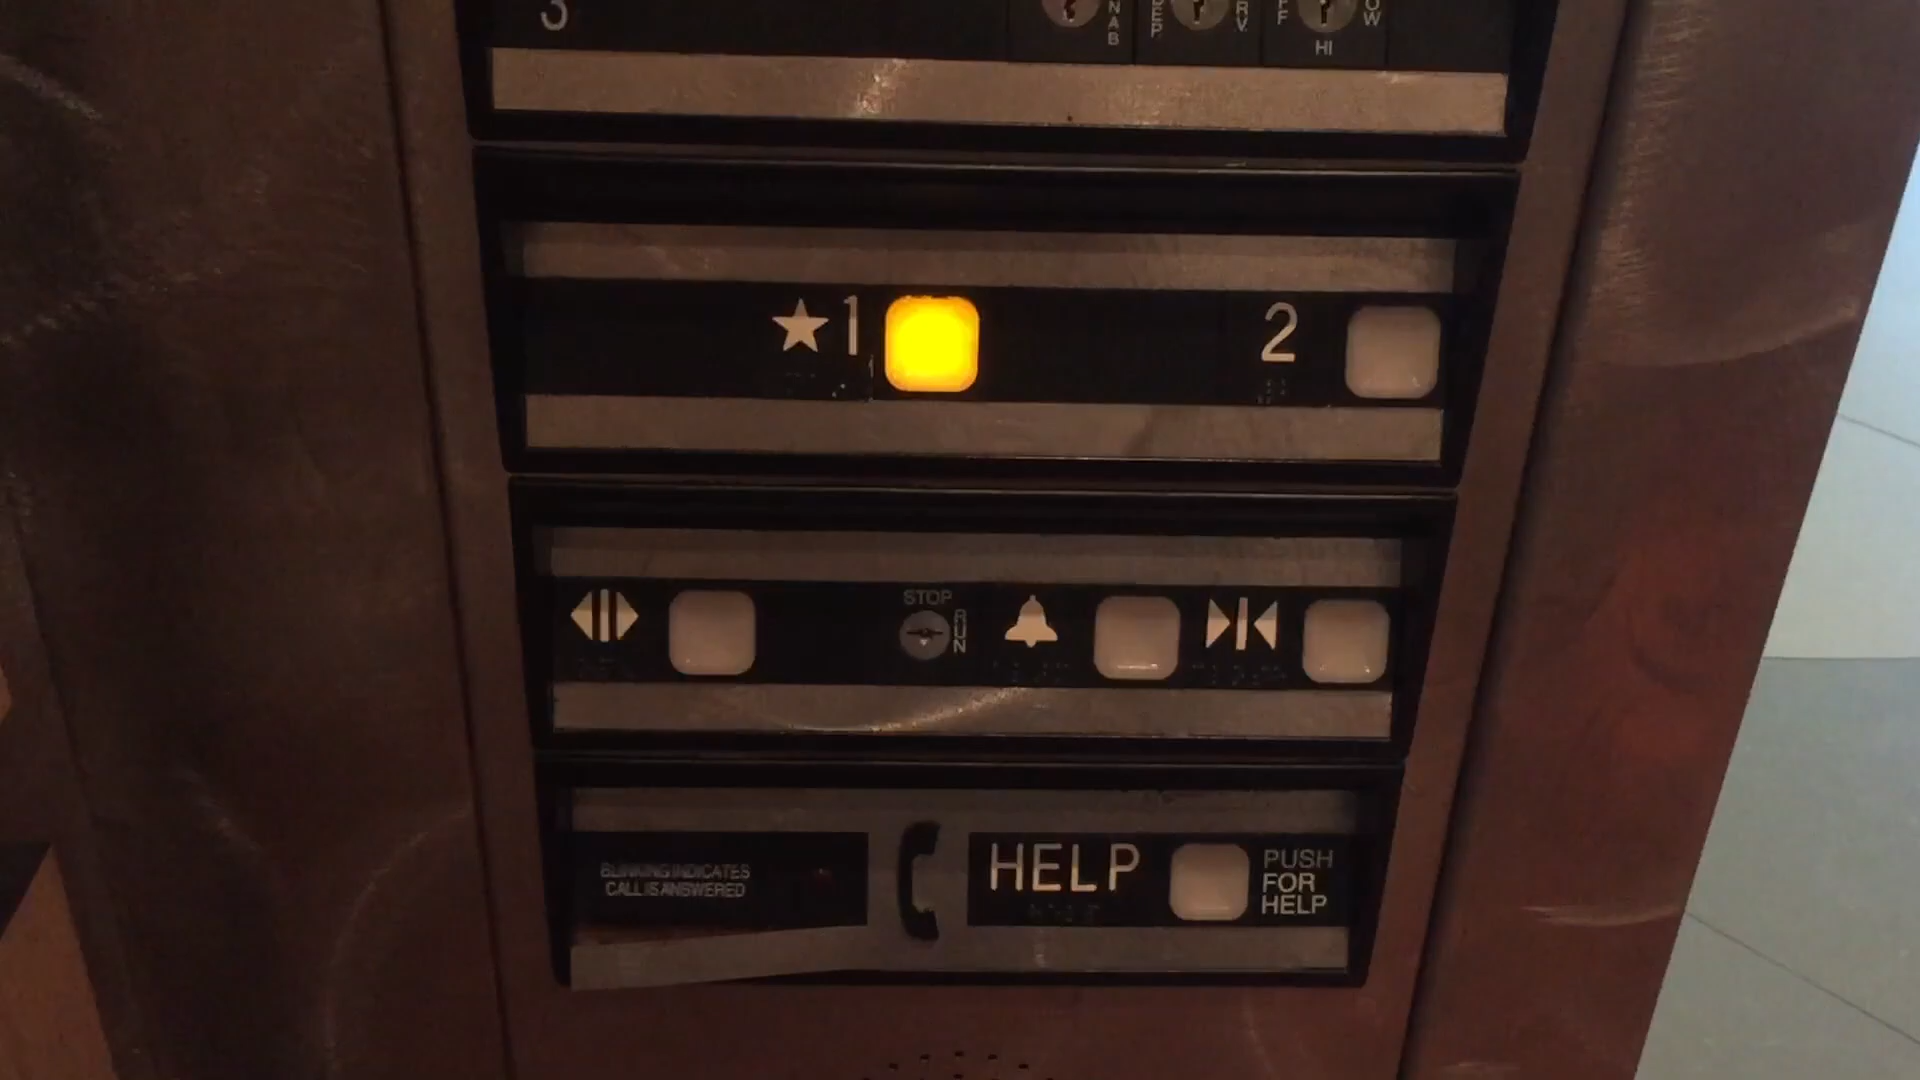 3
HI
★1
2
STOP
RUN
BLINKING INDICATES
CALL IS ANSWERED
HELP
PUSH
FOR
HELP